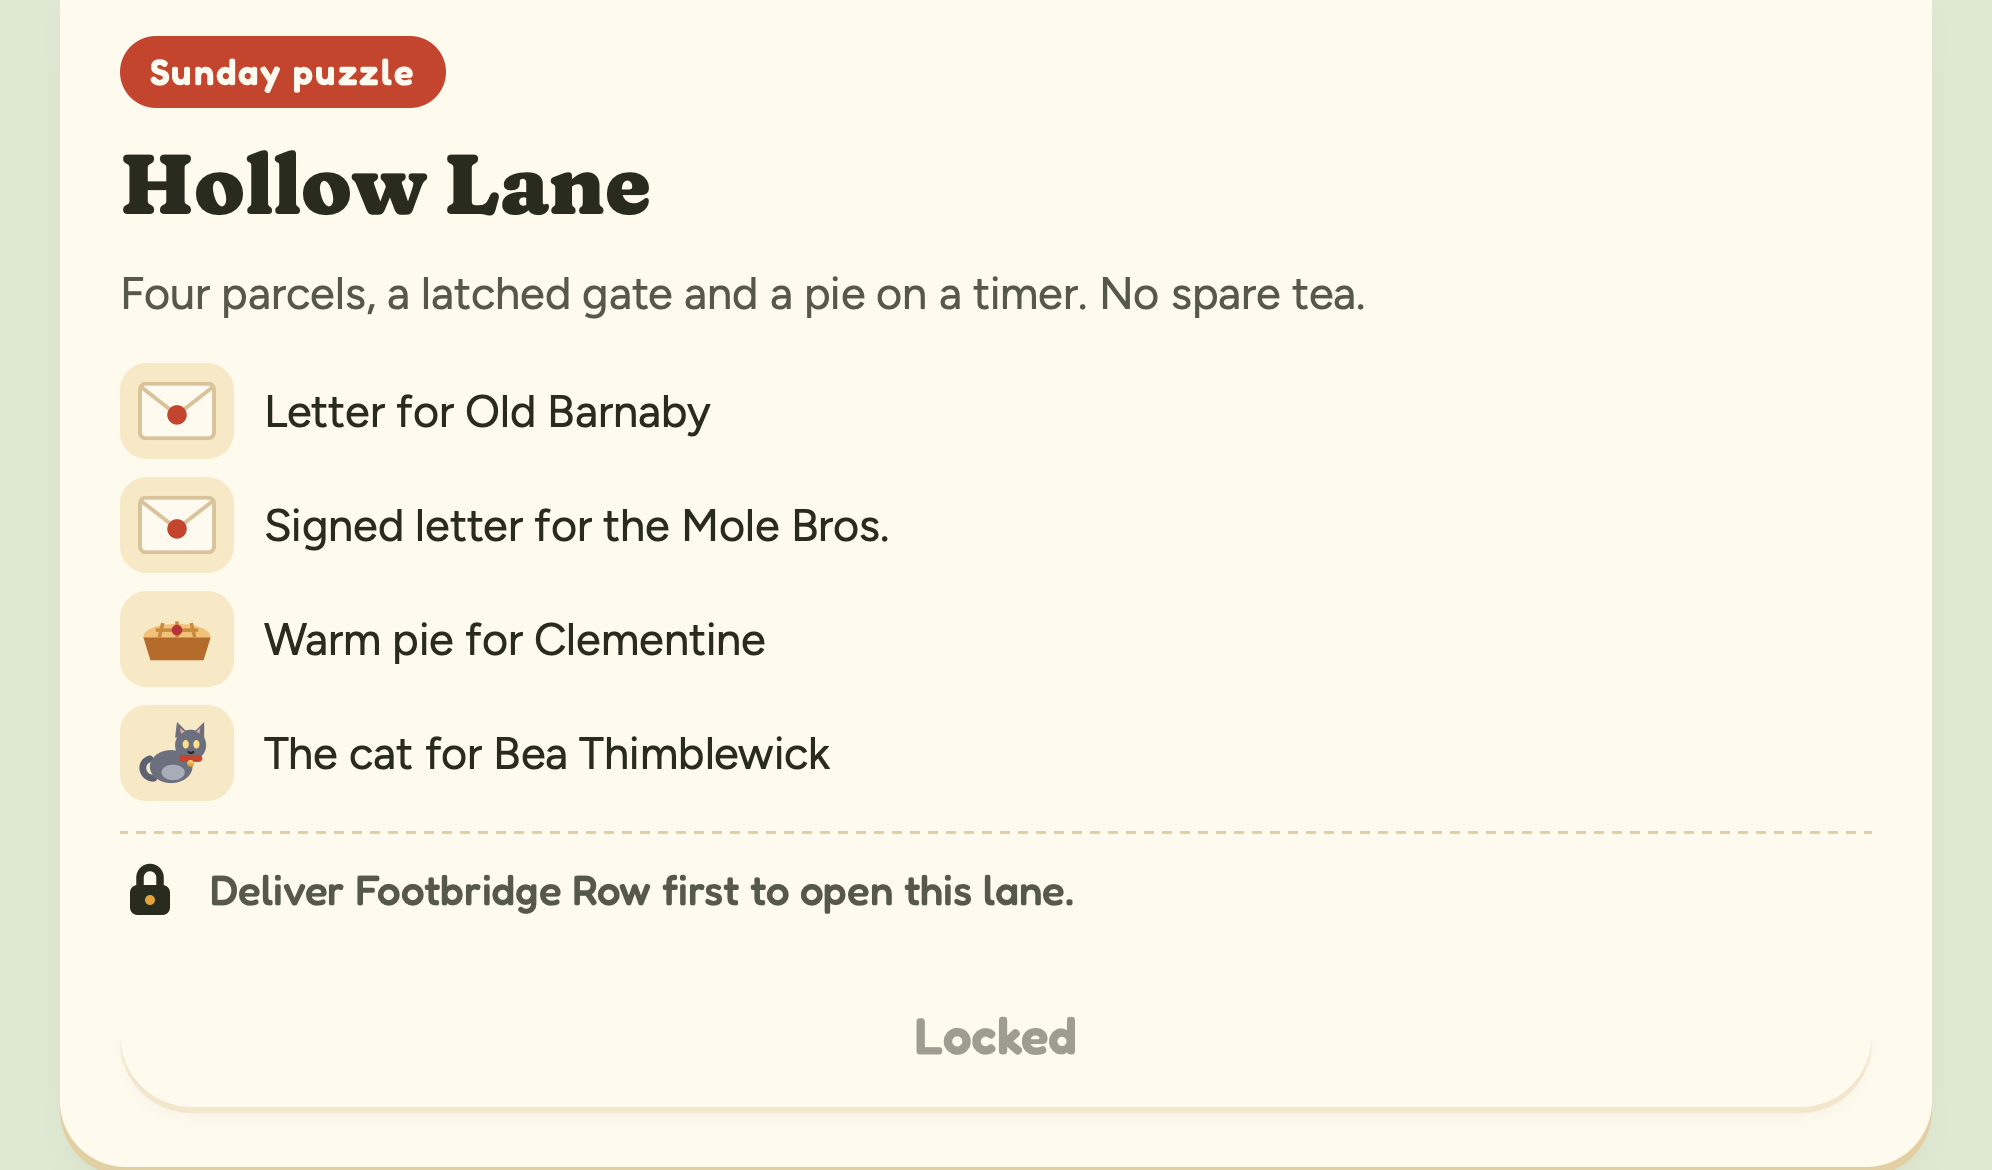 Sunday puzzle
Hollow Lane
Four parcels, a latched gate and a pie on a timer. No spare tea.
Letter for Old Barnaby
Signed letter for the Mole Bros.
Warm pie for Clementine
The cat for Bea Thimblewick
Deliver Footbridge Row first to open this lane.
Locked